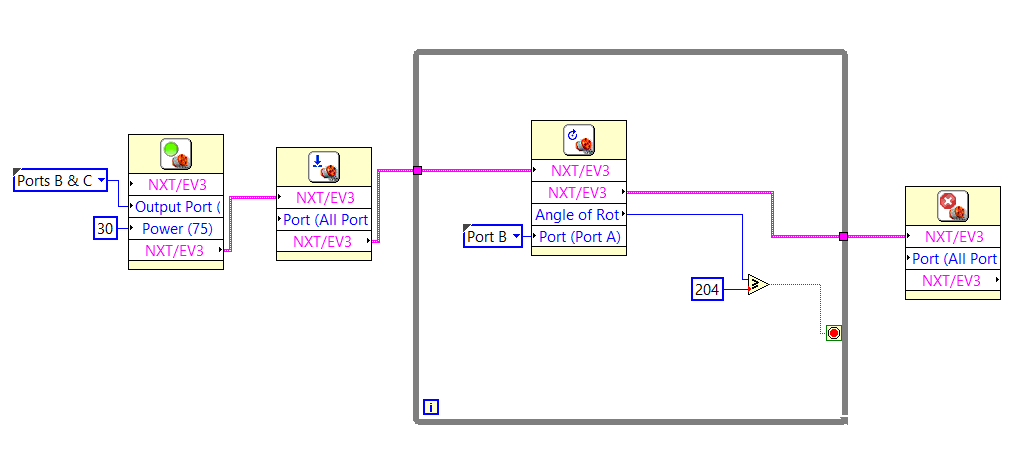 Ports B & C
30
NXT/EV3
Output Port (
Power (75)
NXT/EV3
NXT/EV3
Port (All Port
NXT/EV3
NXT/EV3
NXT/EV3
Angle of Rot
Port (Port A)
Port B
204
≥
i
NXT/EV3
Port (All Port
NXT/EV3